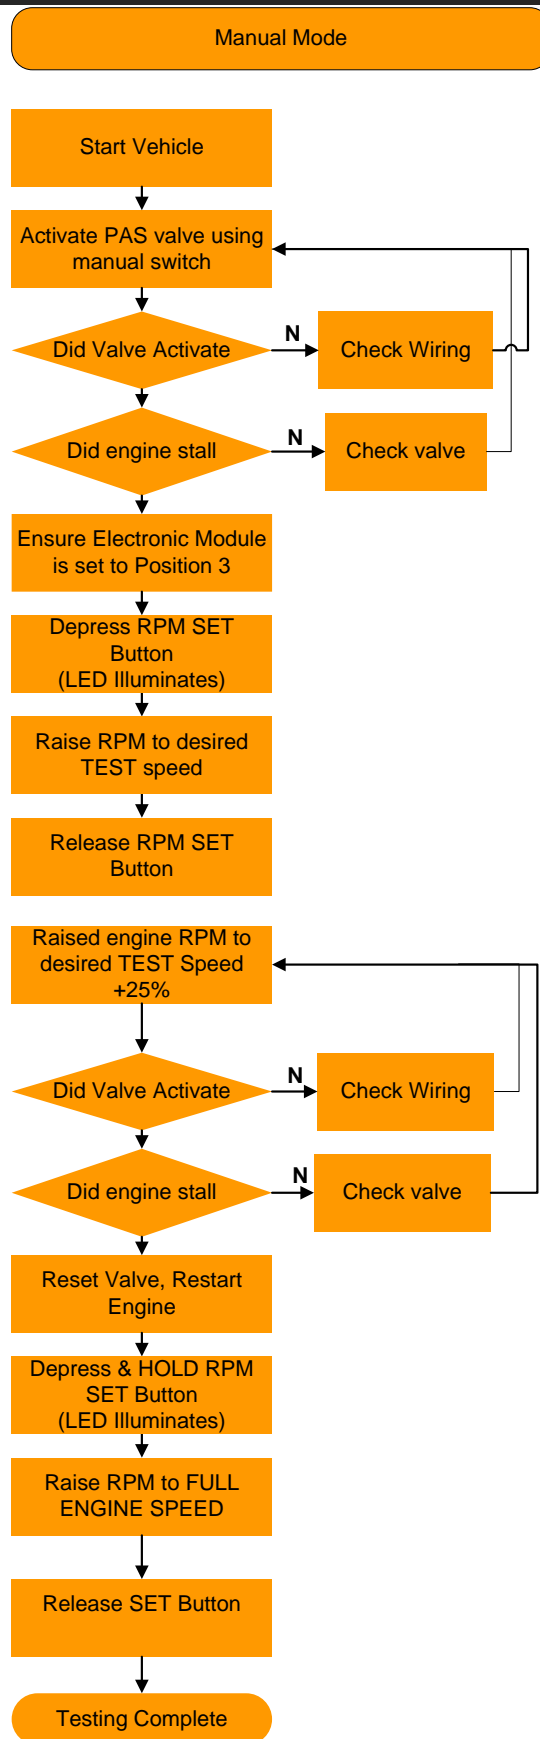 Manual Mode
Start Vehicle
Activate PAS valve using
manual switch
Did Valve Activate
N
Check Wiring
Did engine stall
N
Check valve
Ensure Electronic Module
is set to Position 3
Depress RPM SET
Button
(LED Illuminates)
Raise RPM to desired
TEST speed
Release RPM SET
Button
Raised engine RPM to
desired TEST Speed
+25%
Did Valve Activate
N
Check Wiring
Did engine stall
N
Check valve
Reset Valve, Restart
Engine
Depress & HOLD RPM
SET Button
(LED Illuminates)
Raise RPM to FULL
ENGINE SPEED
Release SET Button
Testing Complete